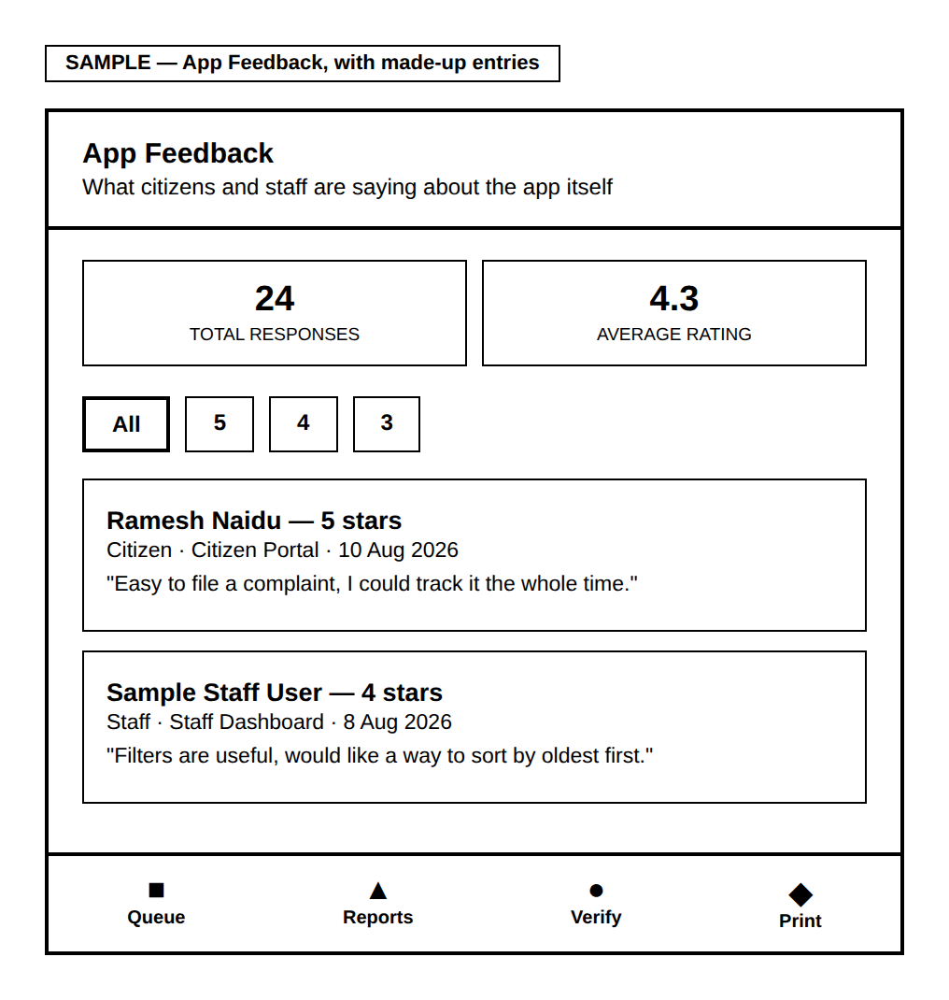 SAMPLE — App Feedback, with made-up entries
App Feedback
What citizens and staff are saying about the app itself
24
TOTAL RESPONSES
4.3
AVERAGE RATING
All
5
4
3
Ramesh Naidu — 5 stars
Citizen · Citizen Portal · 10 Aug 2026
"Easy to file a complaint, I could track it the whole time."
Sample Staff User — 4 stars
Staff · Staff Dashboard · 8 Aug 2026
"Filters are useful, would like a way to sort by oldest first."
Queue
Reports
Verify
Print